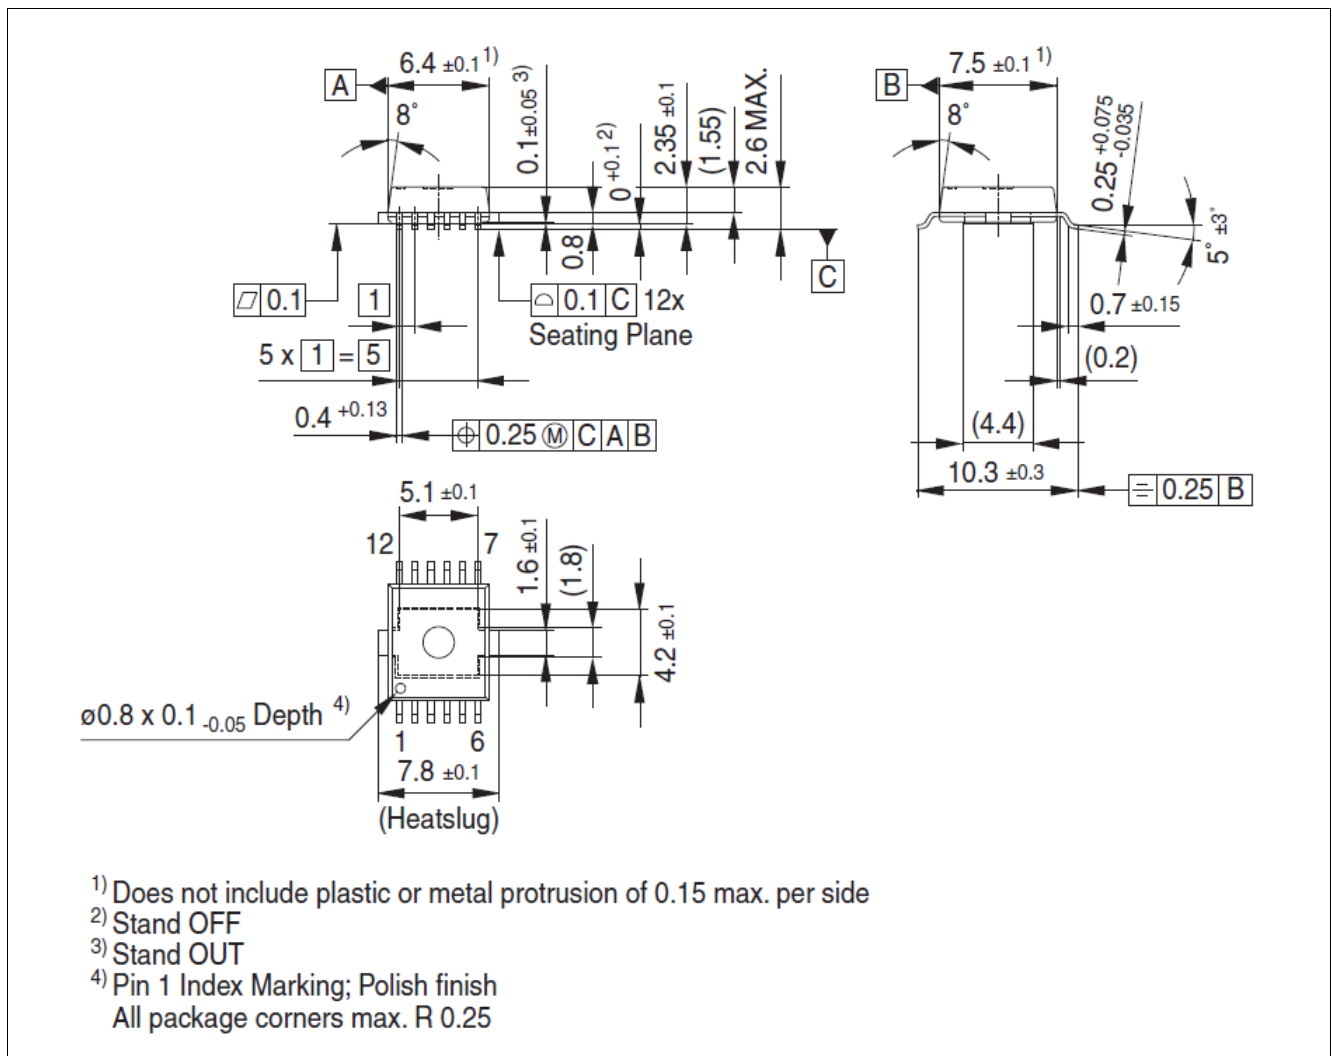 6.4 ±0.1 1)
A
8°
0.1±0.05 3)
0 +0.1 2)
2.35 ±0.1
(1.55)
2.6 MAX.
0.8
C
0.1
1
0.1 C 12x
Seating Plane
5 x 1 = 5
0.4 +0.13
⌖ 0.25 Ⓜ C A B
7.5 ±0.1 1)
B
8°
0.25 +0.075 -0.035
5° ±3°
0.7 ±0.15
(0.2)
(4.4)
10.3 ±0.3
0.25 B
5.1 ±0.1
12 7
1.6 ±0.1
(1.8)
4.2 ±0.1
ø0.8 x 0.1 -0.05 Depth 4)
1 6
7.8 ±0.1
(Heatslug)
1) Does not include plastic or metal protrusion of 0.15 max. per side
2) Stand OFF
3) Stand OUT
4) Pin 1 Index Marking; Polish finish
All package corners max. R 0.25